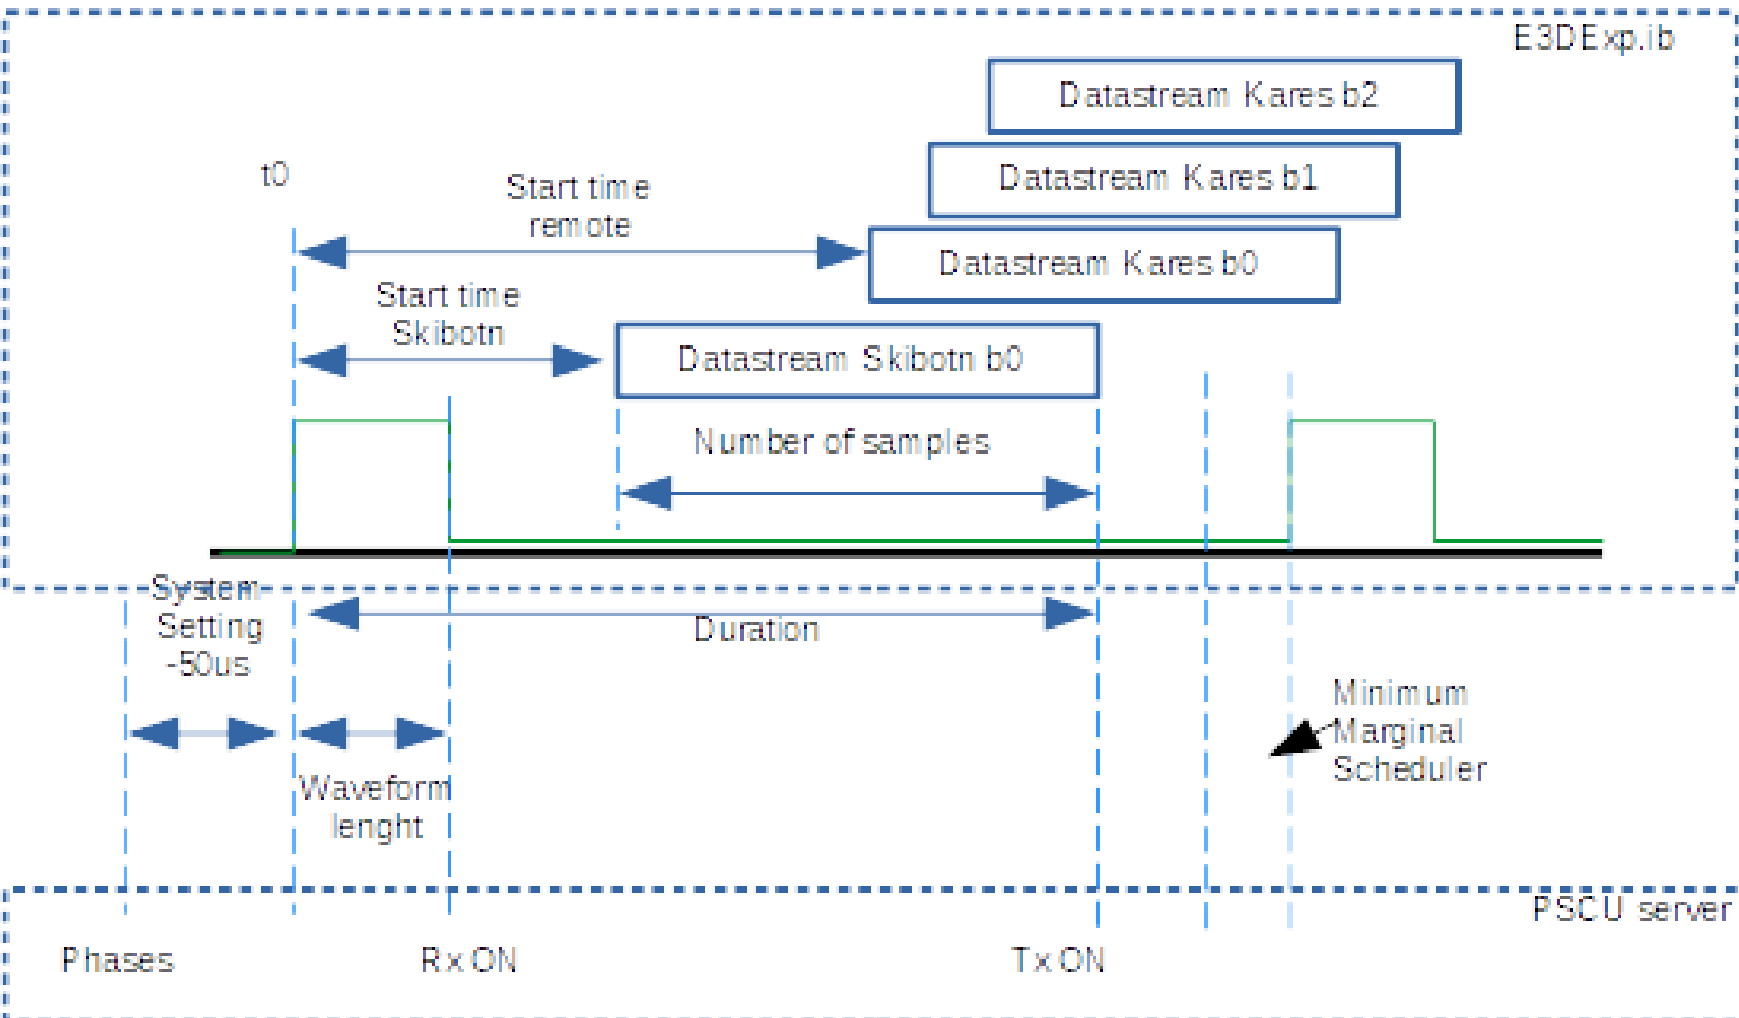 E3DExp.ib
Datastream Kares b2
t0
Datastream Kares b1
Start time
remote
Datastream Kares b0
Start time
Skibotn
Datastream Skibotn b0
Number of samples
System
Setting
~50us
Duration
Minimum
Marginal
Scheduler
Waveform
lenght
PSCU server
Phases
Rx ON
Tx ON